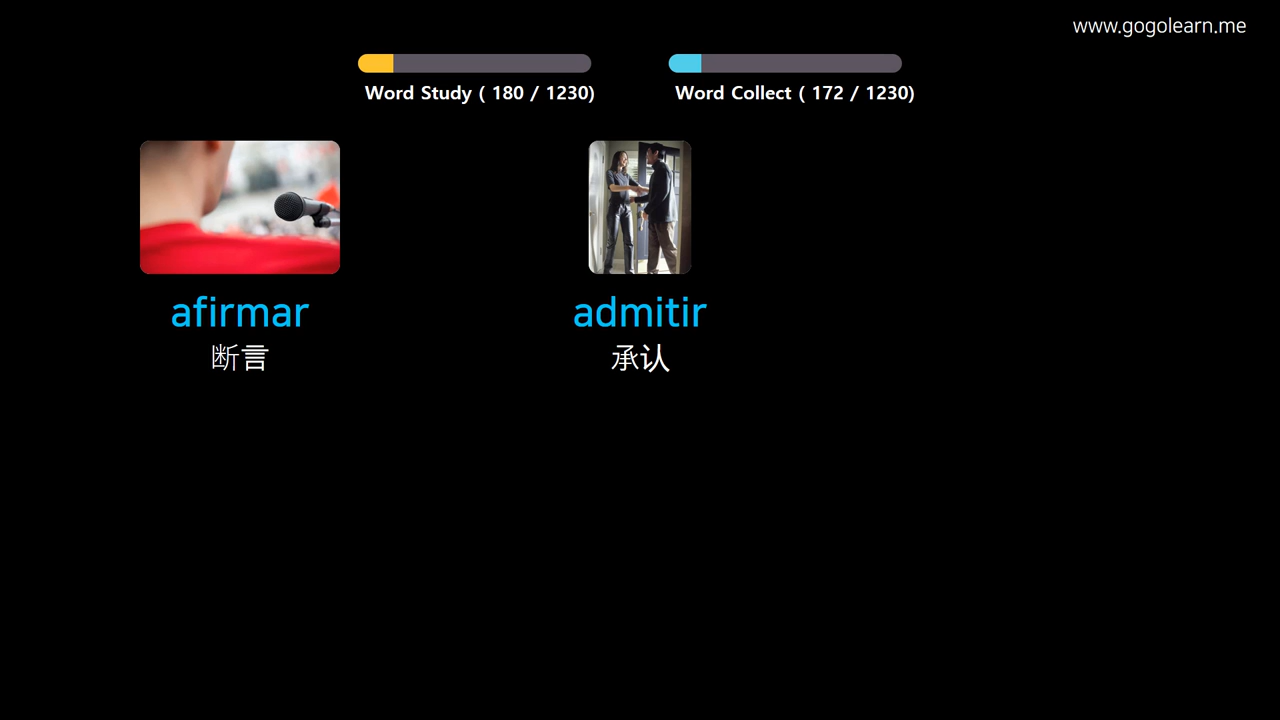 www.gogolearn.me
Word Study ( 180 / 1230)
Word Collect ( 172 / 1230)
afirmar
断言
admitir
承认